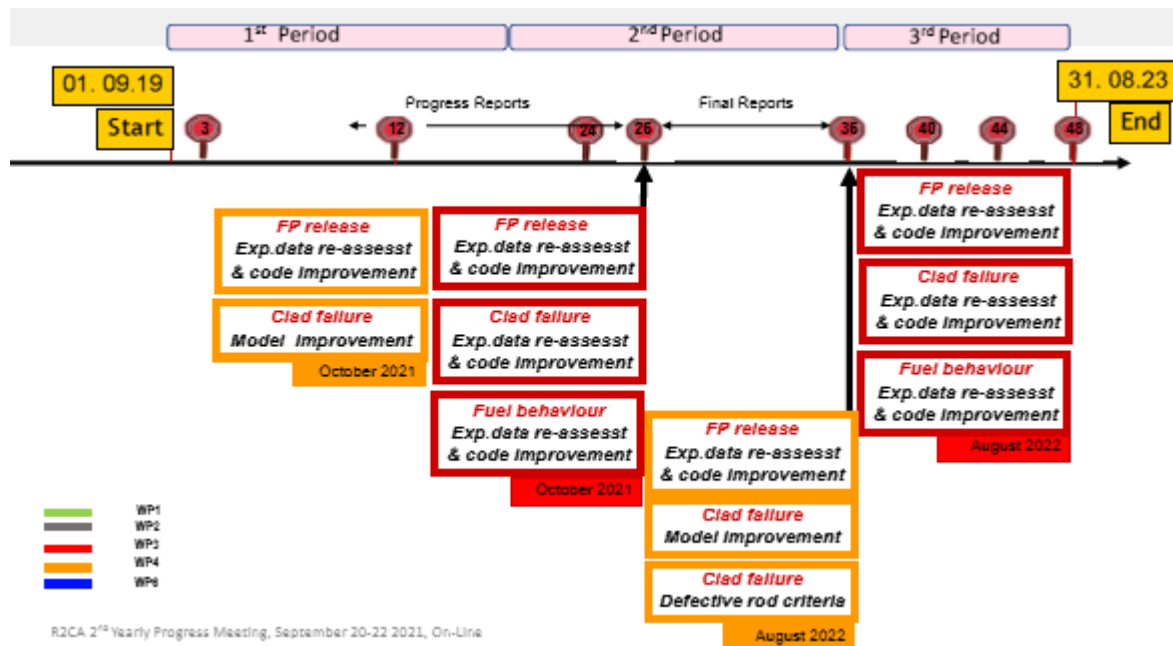 1st Period
2nd Period
3rd Period
01. 09.19
31. 08.23
Start
Progress Reports
Final Reports
End
3
12
24
26
36
40
44
48
FP release
Exp.data re-assesst
& code Improvement
Clad failure
Model Improvement
October 2021
FP release
Exp.data re-assesst
& code Improvement
Clad failure
Exp.data re-assesst
& code Improvement
Fuel behaviour
Exp.data re-assesst
& code Improvement
October 2021
FP release
Exp.data re-assesst
& code Improvement
Clad failure
Model Improvement
Clad failure
Defective rod criteria
August 2022
FP release
Exp.data re-assesst
& code Improvement
Clad failure
Exp.data re-assesst
& code Improvement
Fuel behaviour
Exp.data re-assesst
& code Improvement
August 2022
WP1
WP2
WP3
WP4
WP6
R2CA 2nd Yearly Progress Meeting, September 20-22 2021, On-Line